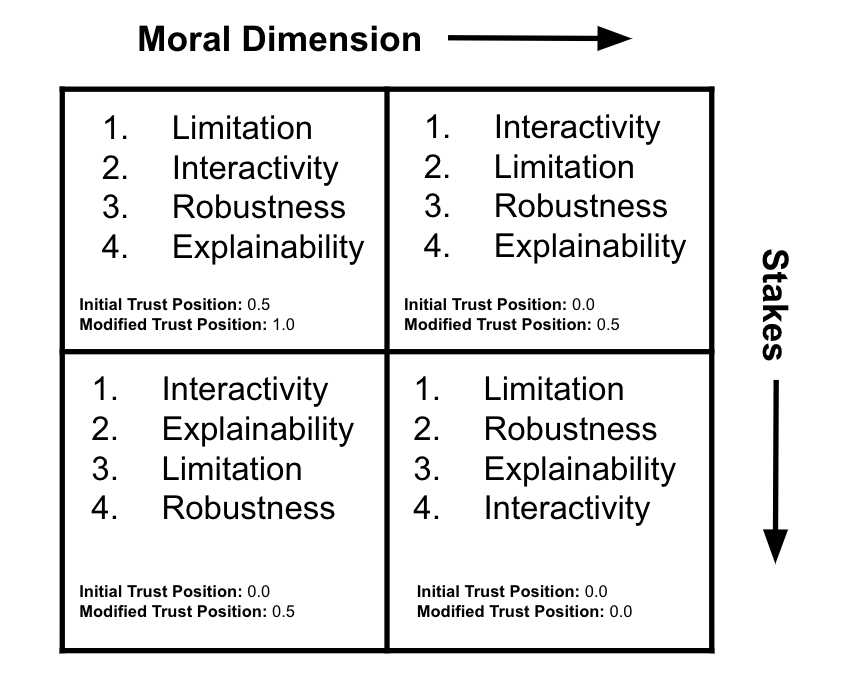 Moral Dimension
1. Limitation
2. Interactivity
3. Robustness
4. Explainability
Initial Trust Position: 0.5
Modified Trust Position: 1.0
1. Interactivity
2. Limitation
3. Robustness
4. Explainability
Initial Trust Position: 0.0
Modified Trust Position: 0.5
Stakes
1. Interactivity
2. Explainability
3. Limitation
4. Robustness
Initial Trust Position: 0.0
Modified Trust Position: 0.5
1. Limitation
2. Robustness
3. Explainability
4. Interactivity
Initial Trust Position: 0.0
Modified Trust Position: 0.0